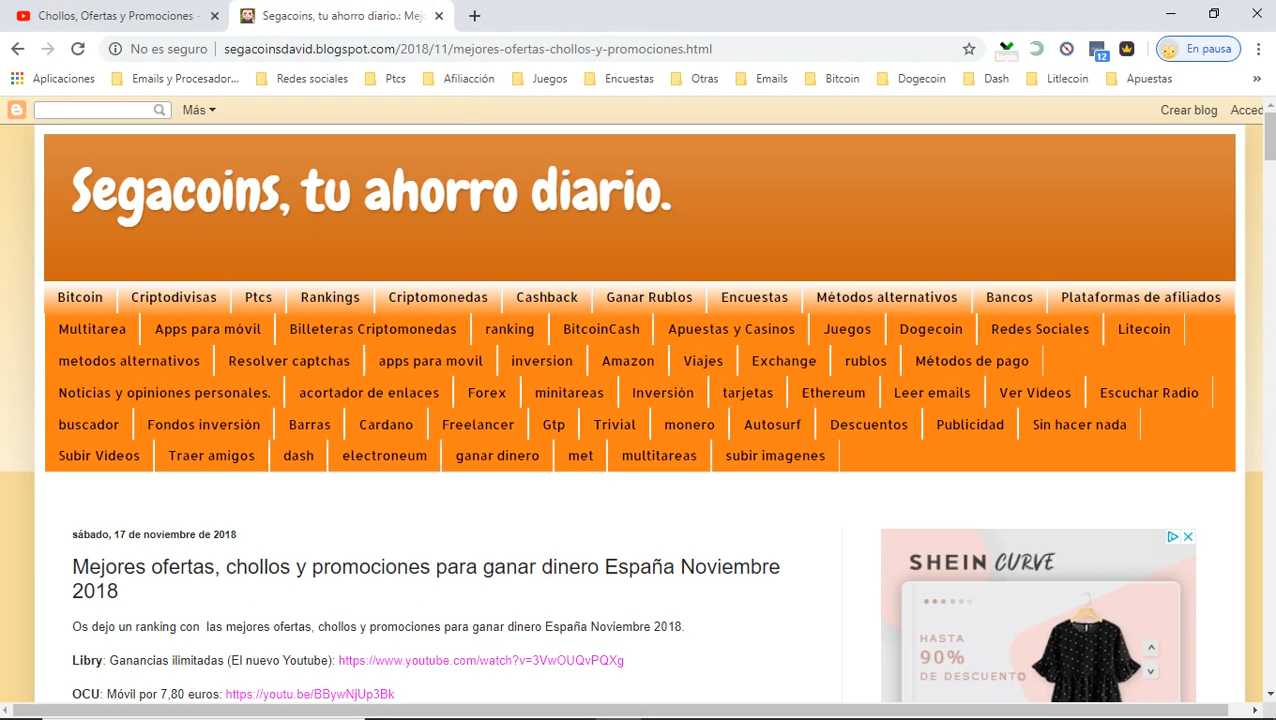 Chollos, Ofertas y Promociones -
Segacoins, tu ahorro diario.: Mej
No es seguro
segacoinsdavid.blogspot.com/2018/11/mejores-ofertas-chollos-y-promociones.html
12
En pausa
Aplicaciones
Emails y Procesador...
Redes sociales
Ptcs
Afiliacción
Juegos
Encuestas
Otras
Emails
Bitcoin
Dogecoin
Dash
LItlecoin
Apuestas
Más
Crear blog
Acced
Segacoins, tu ahorro diario.
Bitcoin
Criptodivisas
Ptcs
Rankings
Criptomonedas
Cashback
Ganar Rublos
Encuestas
Métodos alternativos
Bancos
Plataformas de afiliados
Multitarea
Apps para móvil
Billeteras Criptomonedas
ranking
BitcoinCash
Apuestas y Casinos
Juegos
Dogecoin
Redes Sociales
Litecoin
metodos alternativos
Resolver captchas
apps para movil
inversion
Amazon
Viajes
Exchange
rublos
Métodos de pago
Noticias y opiniones personales.
acortador de enlaces
Forex
minitareas
Inversión
tarjetas
Ethereum
Leer emails
Ver Vídeos
Escuchar Radio
buscador
Fondos inversión
Barras
Cardano
Freelancer
Gtp
Trivial
monero
Autosurf
Descuentos
Publicidad
Sin hacer nada
Subir Videos
Traer amigos
dash
electroneum
ganar dinero
met
multitareas
subir imagenes
sábado, 17 de noviembre de 2018
Mejores ofertas, chollos y promociones para ganar dinero España Noviembre
2018
Os dejo un ranking con las mejores ofertas, chollos y promociones para ganar dinero España Noviembre 2018.
Libry: Ganancias ilimitadas (El nuevo Youtube): https://www.youtube.com/watch?v=3VwOUQvPQXg
OCU: Móvil por 7,80 euros: https://youtu.be/BBywNjUp3Bk
SHEIN CURVE
HASTA
90%
DE DESCUENTO